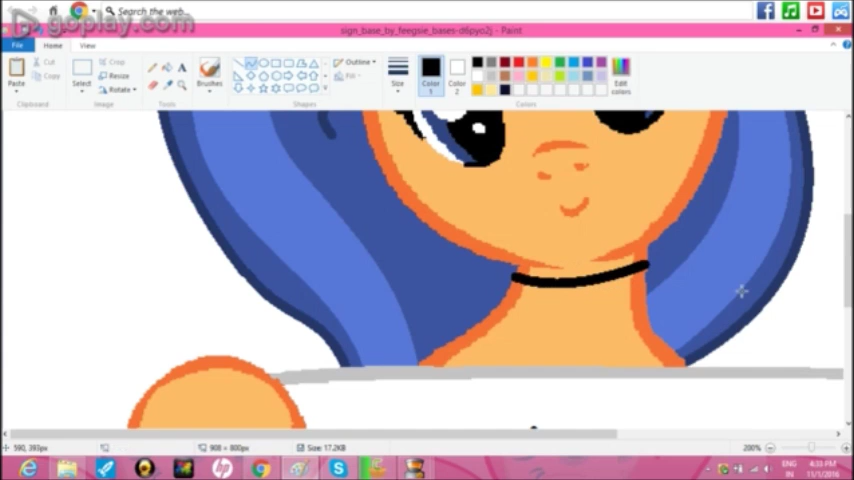 goplay.com
Search the web
sign_base_by_feegsie_bases-d6pyo2j - Paint
File Home View
Paste Cut Copy
Clipboard
Select Crop Resize Rotate
Image
Tools
Brushes
Shapes
Outline Fill
Size
Color 1
Color 2
Edit colors
Colors
590, 393px
908 × 800px
Size: 17.2KB
200%
ENG IN
4:33 PM
11/1/2016